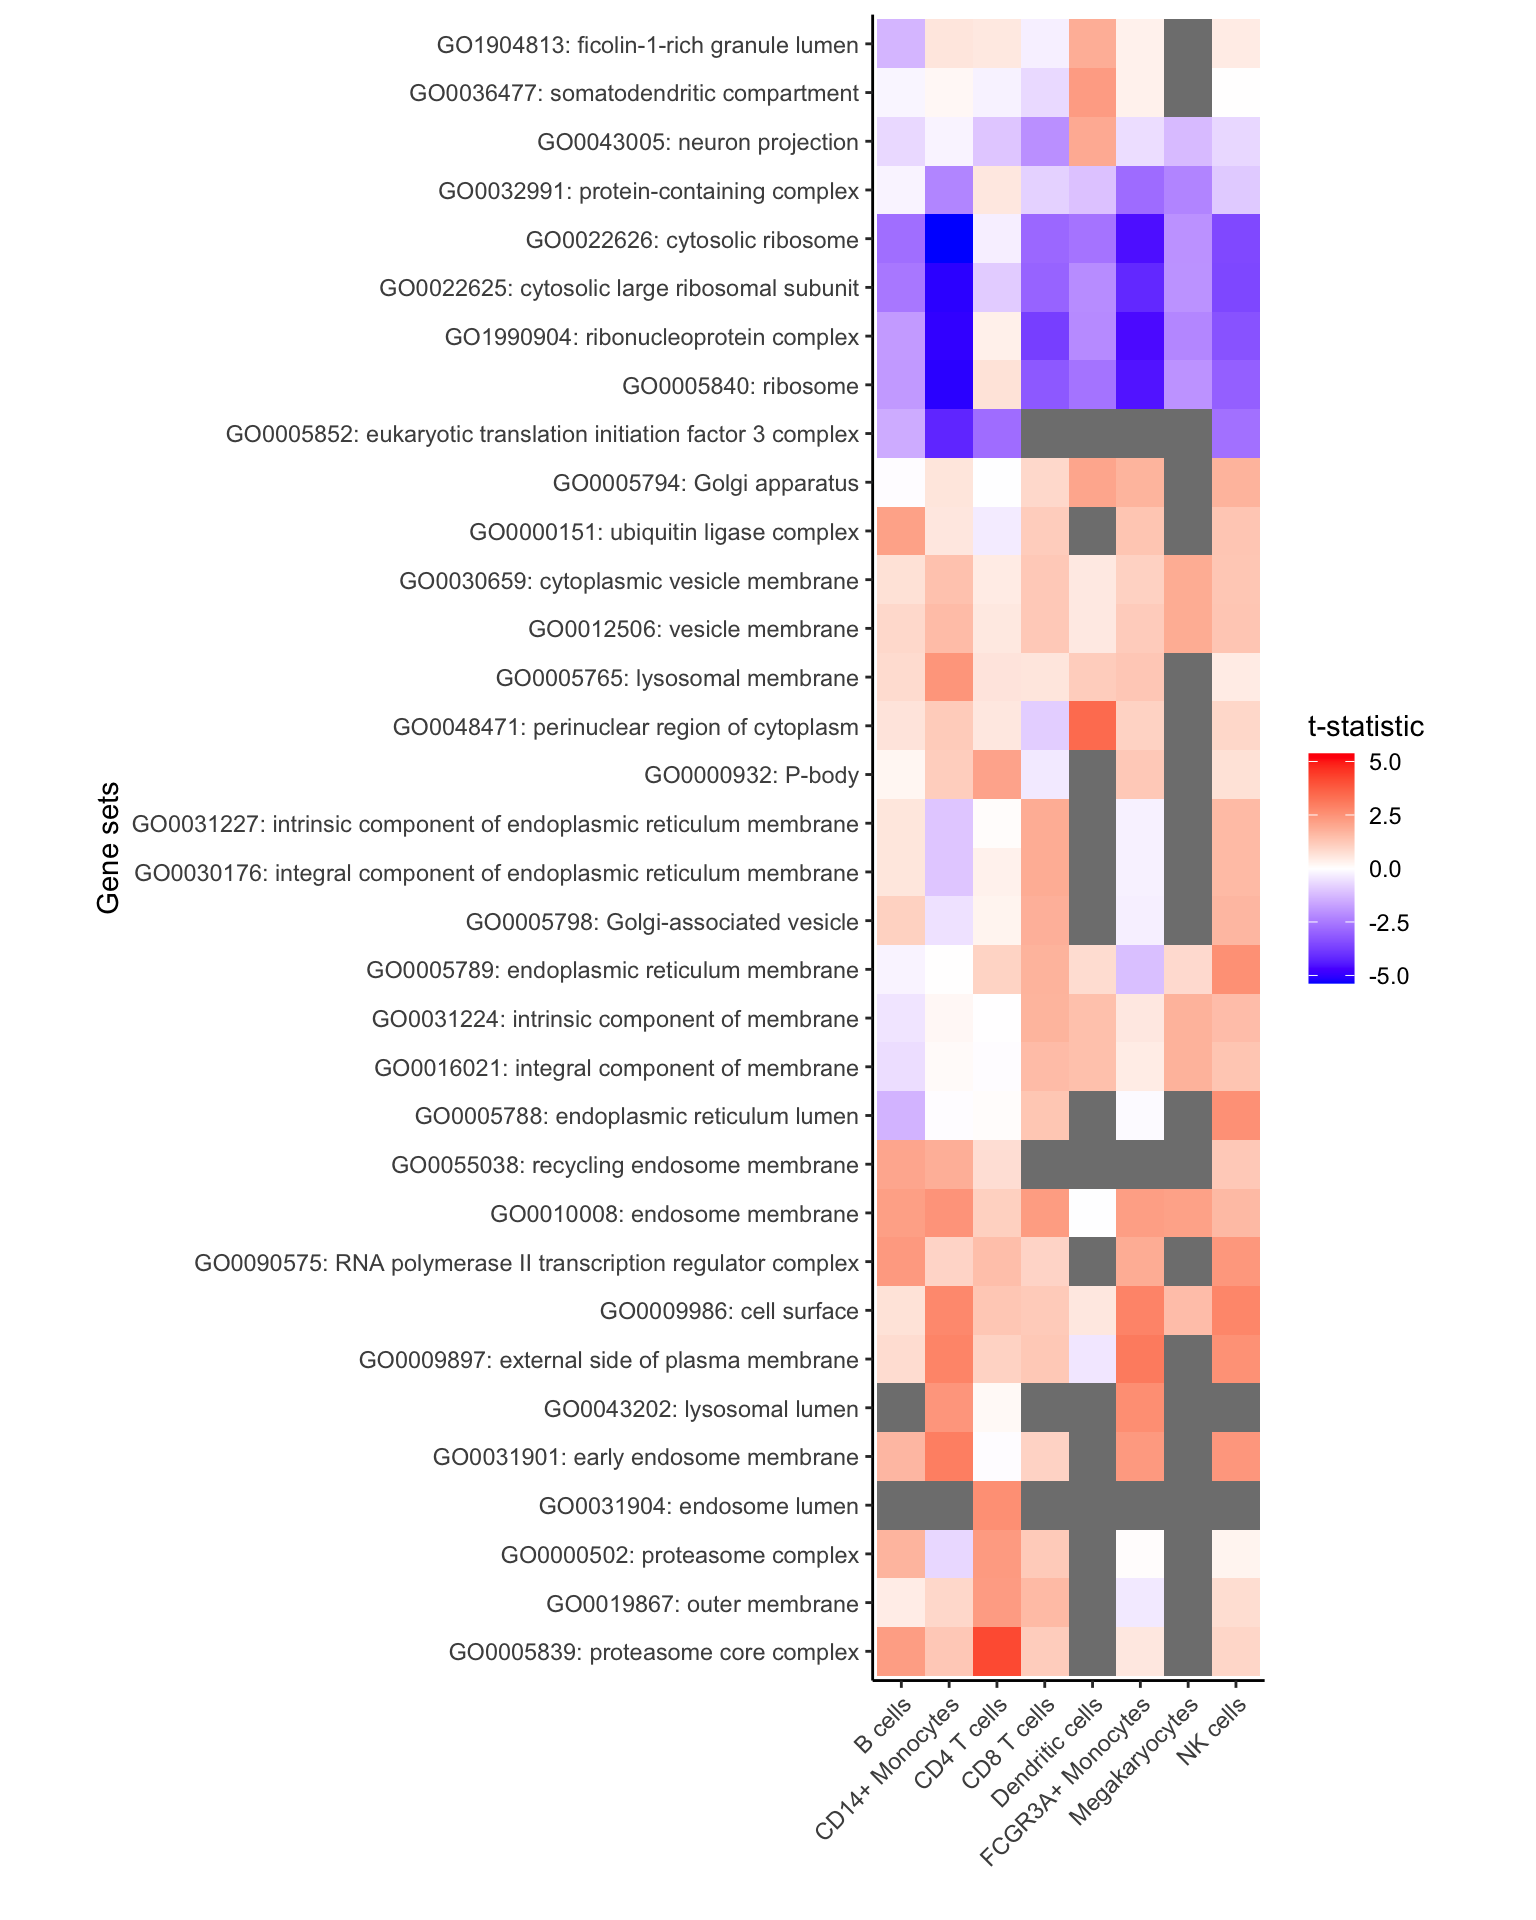 GO1904813: ficolin-1-rich granule lumen
GO0036477: somatodendritic compartment
GO0043005: neuron projection
GO0032991: protein-containing complex
GO0022626: cytosolic ribosome
GO0022625: cytosolic large ribosomal subunit
GO1990904: ribonucleoprotein complex
GO0005840: ribosome
GO0005852: eukaryotic translation initiation factor 3 complex
GO0005794: Golgi apparatus
GO0000151: ubiquitin ligase complex
GO0030659: cytoplasmic vesicle membrane
GO0012506: vesicle membrane
GO0005765: lysosomal membrane
GO0048471: perinuclear region of cytoplasm
GO0000932: P-body
GO0031227: intrinsic component of endoplasmic reticulum membrane
GO0030176: integral component of endoplasmic reticulum membrane
GO0005798: Golgi-associated vesicle
GO0005789: endoplasmic reticulum membrane
GO0031224: intrinsic component of membrane
GO0016021: integral component of membrane
GO0005788: endoplasmic reticulum lumen
GO0055038: recycling endosome membrane
GO0010008: endosome membrane
GO0090575: RNA polymerase II transcription regulator complex
GO0009986: cell surface
GO0009897: external side of plasma membrane
GO0043202: lysosomal lumen
GO0031901: early endosome membrane
GO0031904: endosome lumen
GO0000502: proteasome complex
GO0019867: outer membrane
GO0005839: proteasome core complex
Gene sets
B cells
CD14+ Monocytes
CD4 T cells
CD8 T cells
Dendritic cells
FCGR3A+ Monocytes
Megakaryocytes
NK cells
t-statistic
5.0
2.5
0.0
-2.5
-5.0